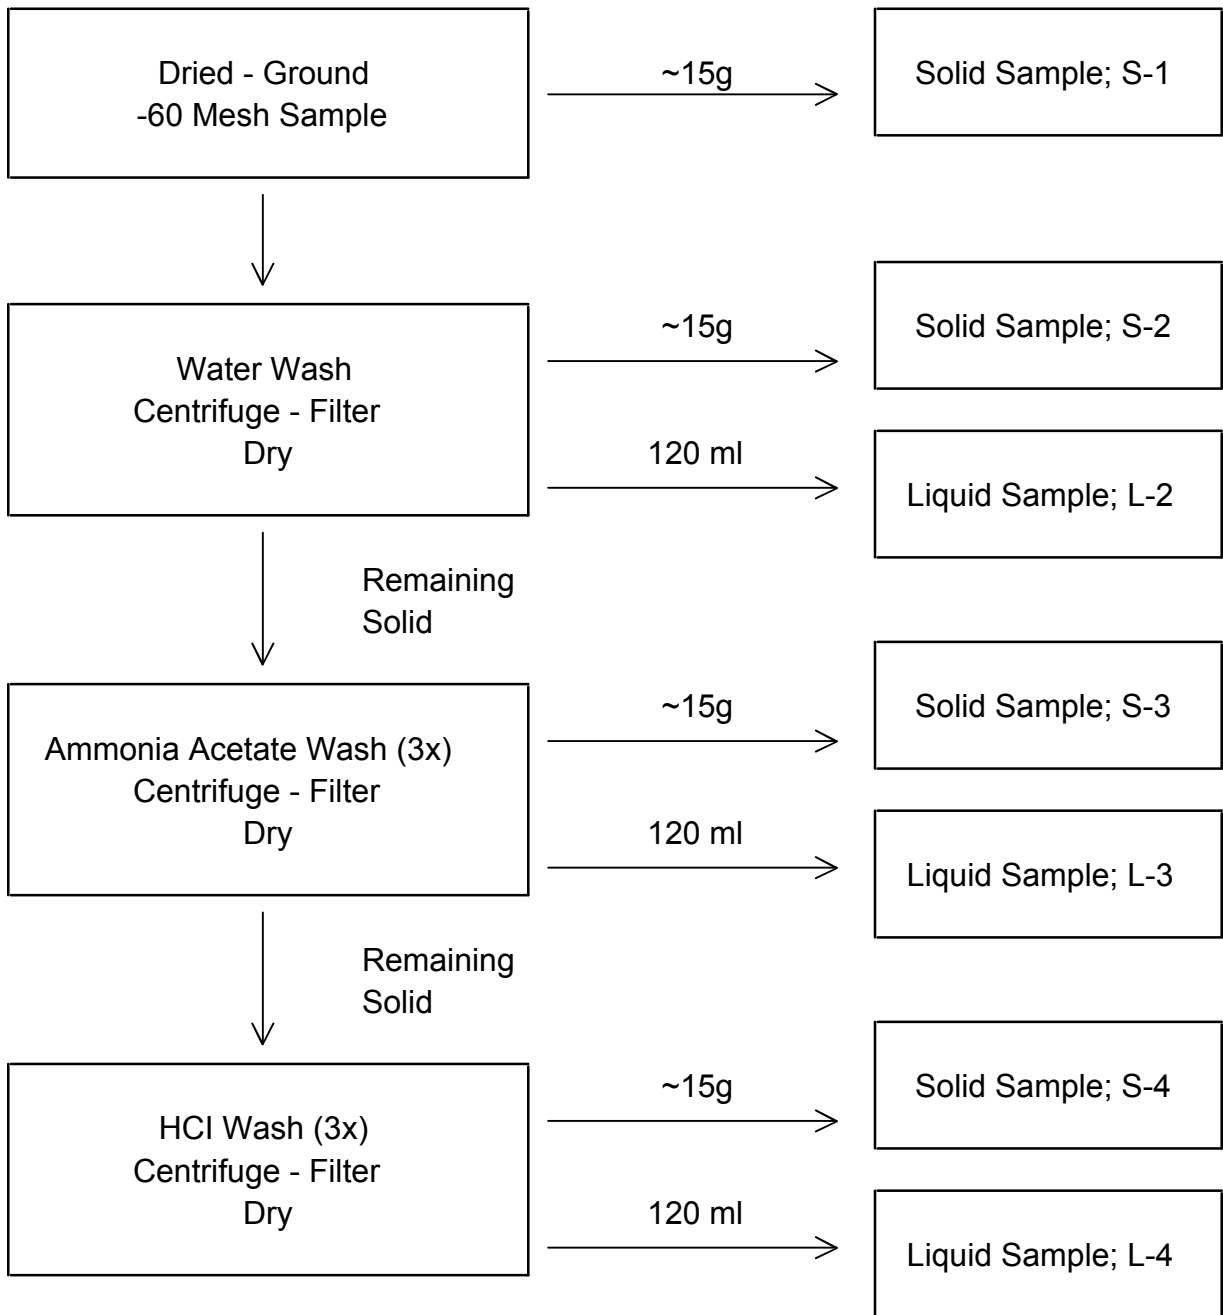 Dried - Ground
-60 Mesh Sample
~15g
Solid Sample; S-1
Water Wash
Centrifuge - Filter
Dry
~15g
Solid Sample; S-2
120 ml
Liquid Sample; L-2
Remaining
Solid
Ammonia Acetate Wash (3x)
Centrifuge - Filter
Dry
~15g
Solid Sample; S-3
120 ml
Liquid Sample; L-3
Remaining
Solid
HCl Wash (3x)
Centrifuge - Filter
Dry
~15g
Solid Sample; S-4
120 ml
Liquid Sample; L-4